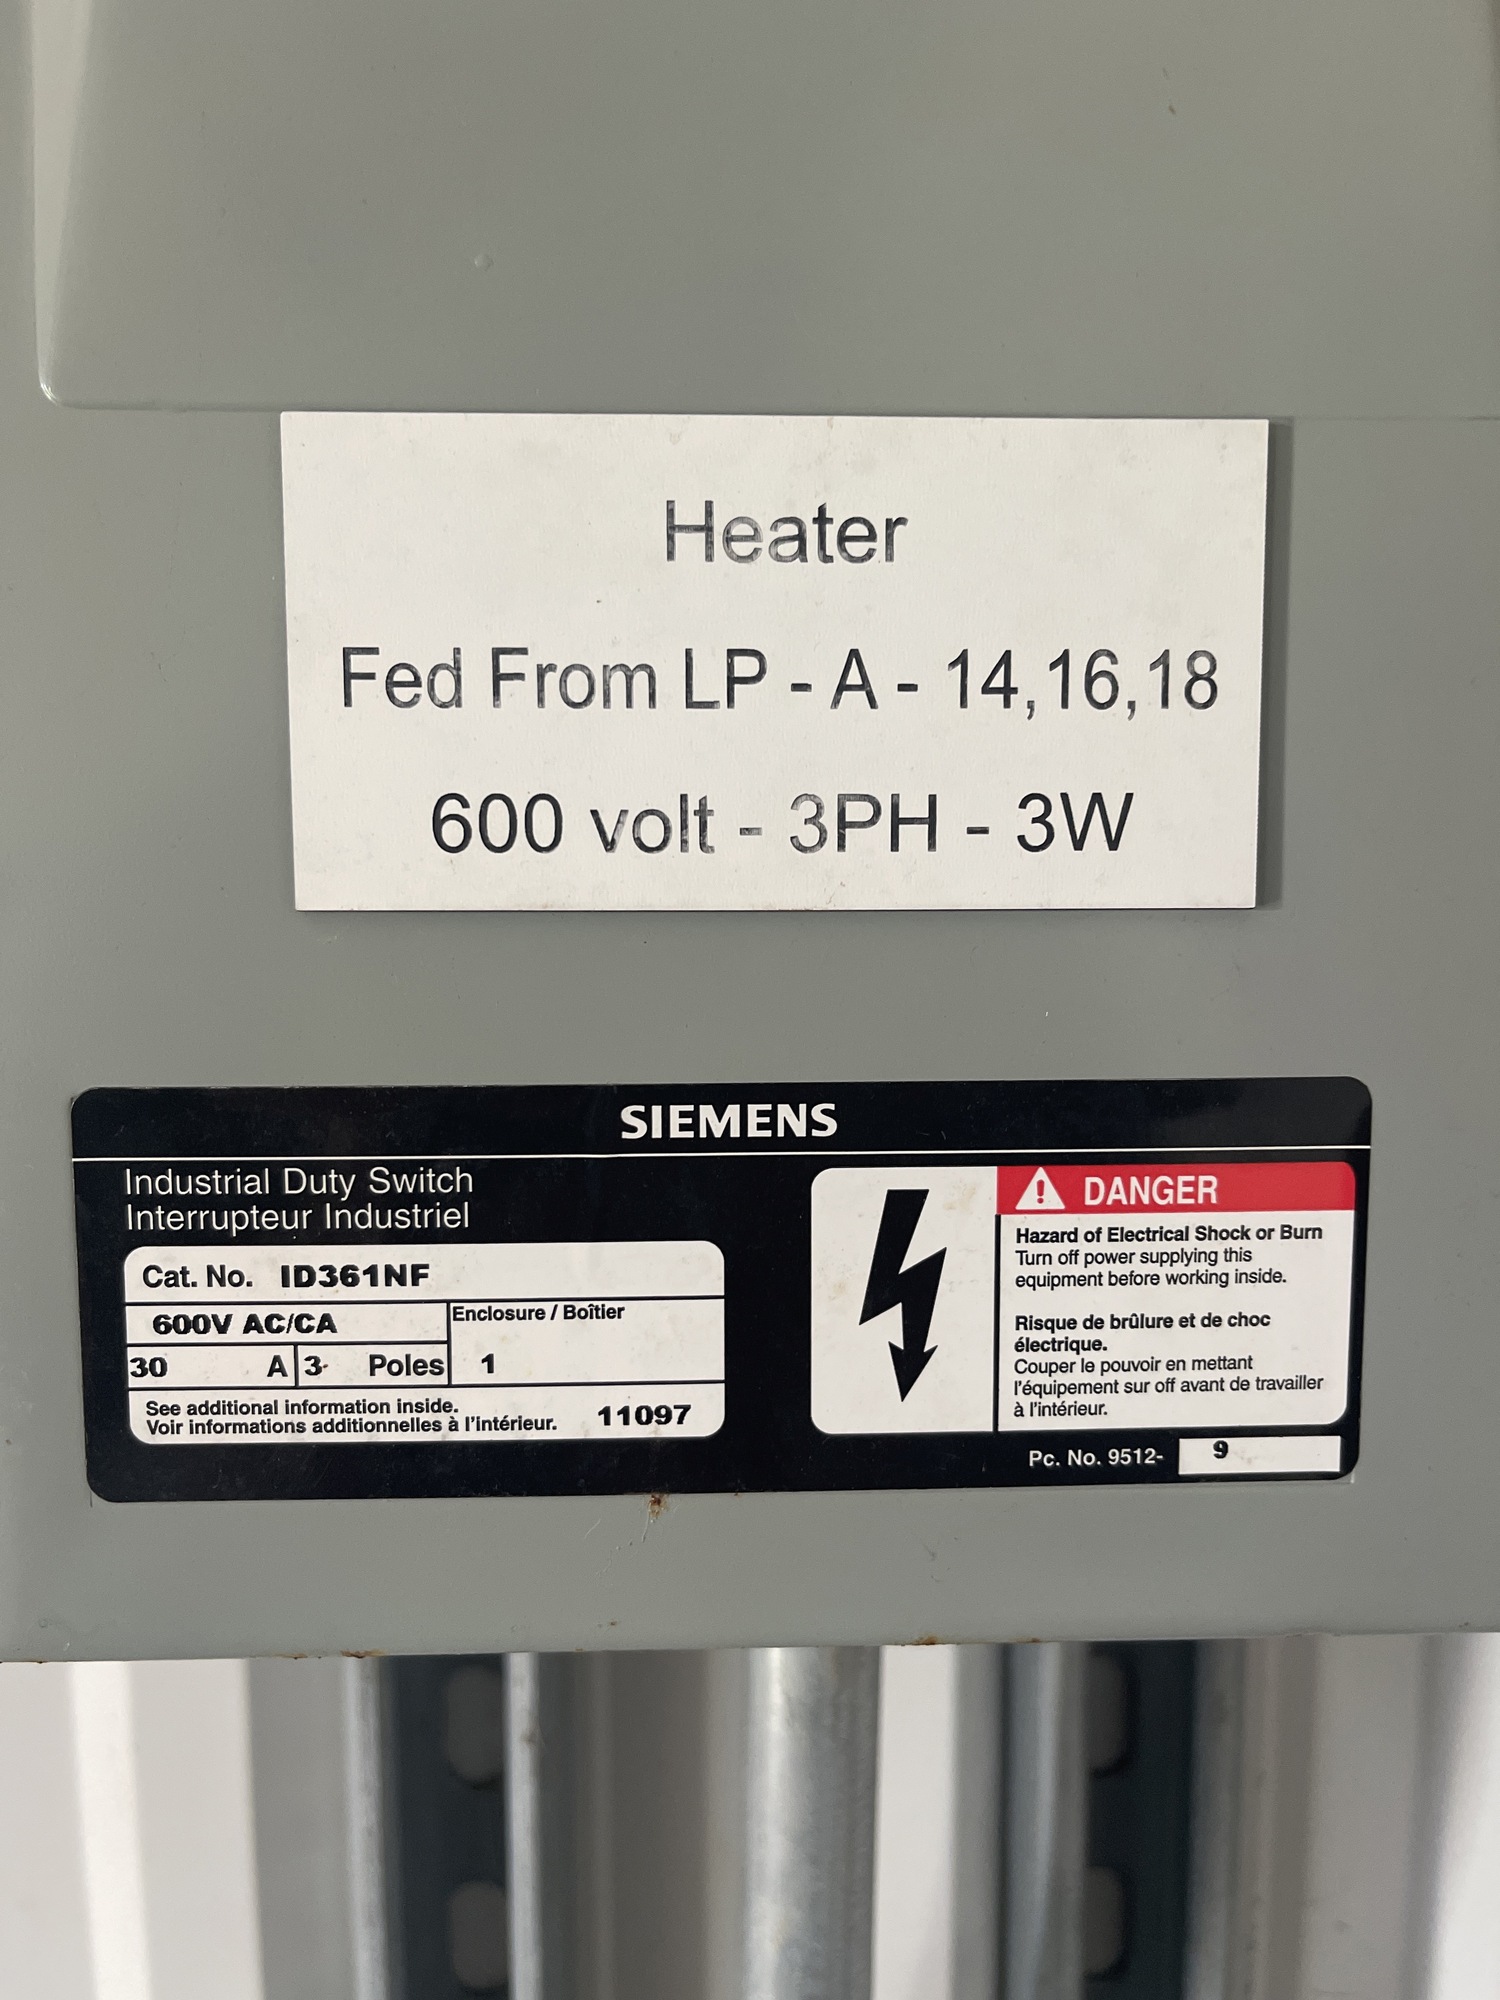 Heater
Fed From LP - A - 14,16,18
600 volt - 3PH - 3W
SIEMENS
Industrial Duty Switch
Interrupteur Industriel
Cat. No. ID361NF
600V AC/CA
Enclosure / Boîtier
30 A 3 Poles 1
See additional information inside.
Voir informations additionnelles à l'intérieur. 11097
DANGER
Hazard of Electrical Shock or Burn
Turn off power supplying this
equipment before working inside.
Risque de brûlure et de choc
électrique.
Couper le pouvoir en mettant
l'équipement sur off avant de travailler
à l'intérieur.
Pc. No. 9512- 9